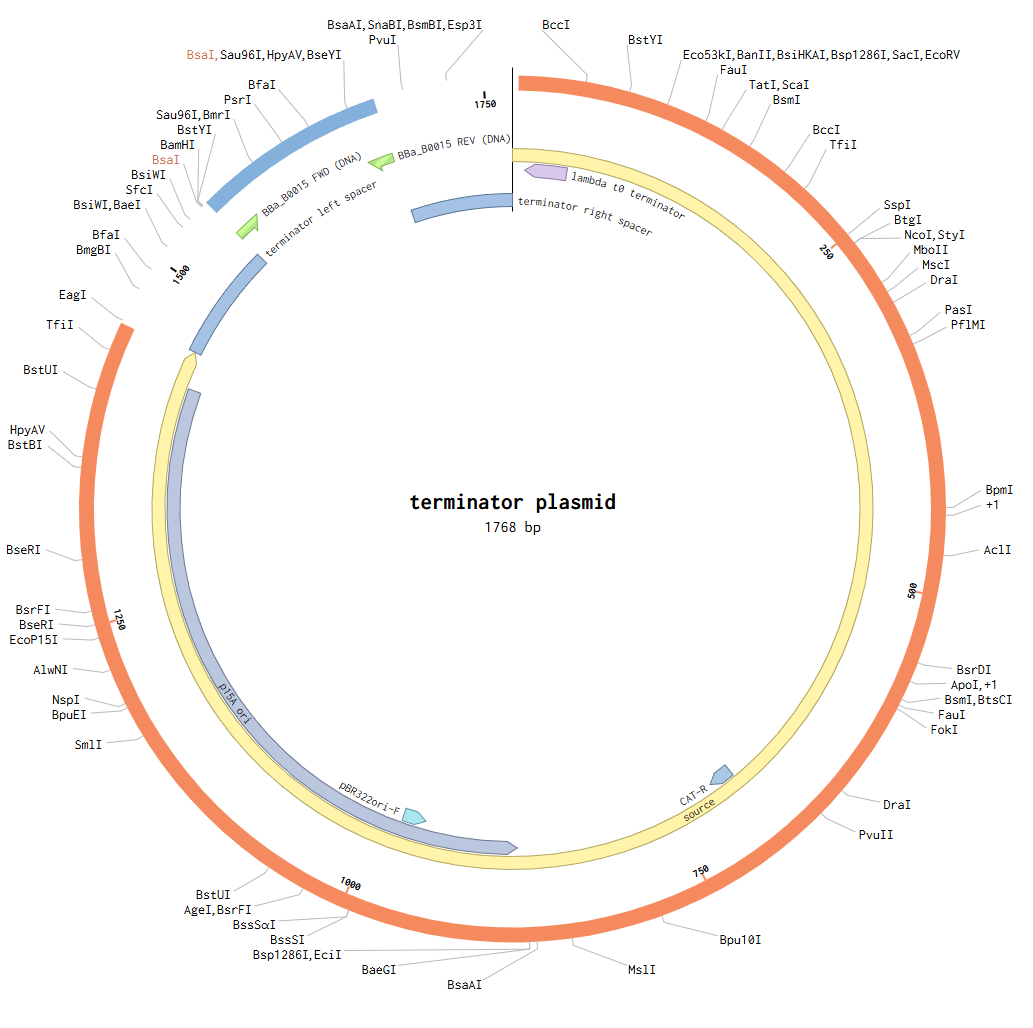 BsaAI,SnaBI,BsmBI,Esp3I
PvuI
BsaI,Sau96I,HpyAV,BseYI
BfaI
PsrI
Sau96I,BmrI
BstYI
BamHI
BsaI
BsiWI
SfcI
BsiWI,BaeI
BfaI
BmgBI
EagI
TfiI
BstUI
HpyAV
BstBI
BseRI
BsrFI
BseRI
EcoP15I
AlwNI
NspI
BpuEI
SmlI
BstUI
AgeI,BsrFI
BssSαI
BssSI
Bsp1286I,EciI
BaeGI
BsaAI
BccI
BstYI
Eco53kI,BanII,BsiHKAI,Bsp1286I,SacI,EcoRV
FauI
TatI,ScaI
BsmI
BccI
TfiI
SspI
BtgI
NcoI,StyI
MboII
MscI
DraI
PasI
PflMI
BpmI
+1
AclI
BsrDI
ApoI,+1
BsmI,BtsCI
FauI
FokI
DraI
PvuII
Bpu10I
MslI
1750
250
500
750
1000
1250
1500
BBa_B0015 REV (DNA)
BBa_B0015 FWD (DNA)
terminator left spacer
lambda t0 terminator
terminator right spacer
terminator plasmid
1768 bp
p15A ori
pBR322ori-F
CAT-R
source